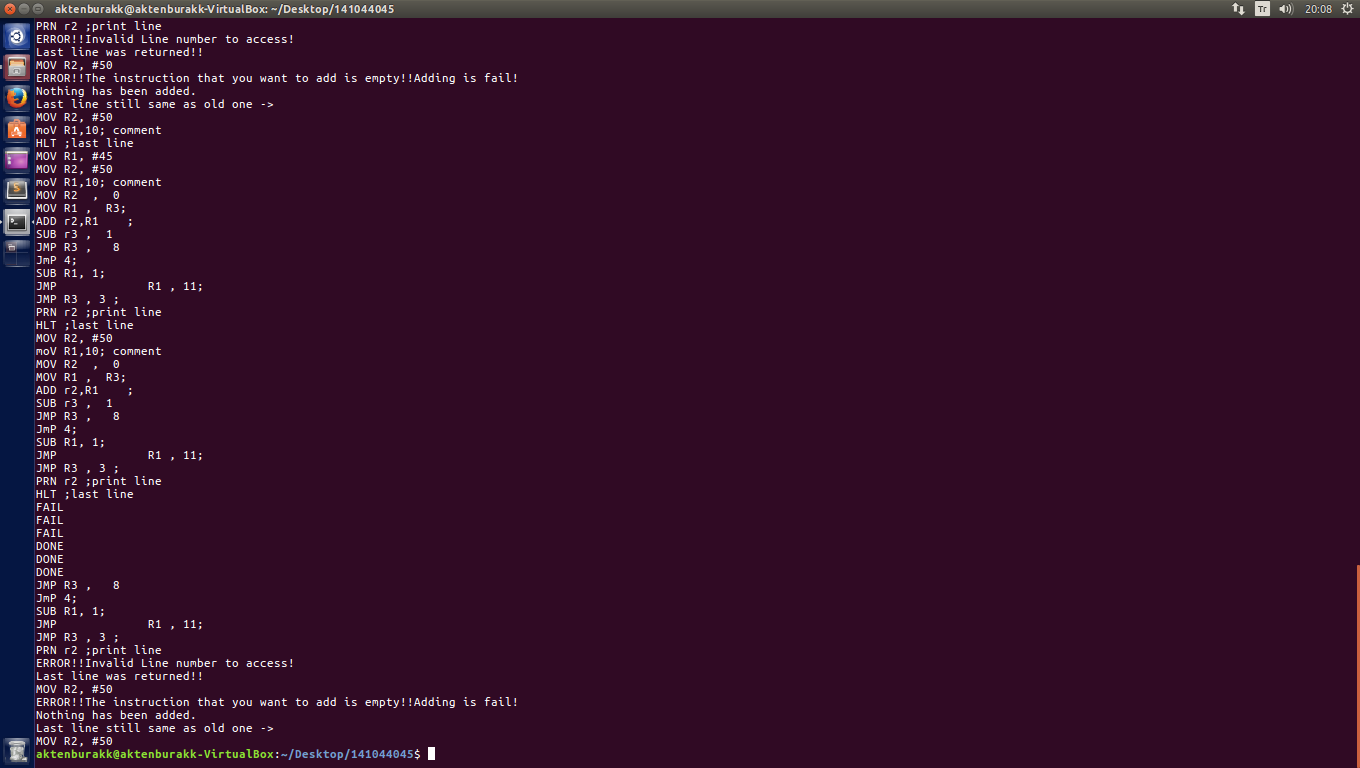 aktenburakk@aktenburakk-VirtualBox: ~/Desktop/141044045
Tr
20:08
PRN r2 ;print line
ERROR!!Invalid Line number to access!
Last line was returned!!
MOV R2, #50
ERROR!!The instruction that you want to add is empty!!Adding is fail!
Nothing has been added.
Last line still same as old one ->
MOV R2, #50
moV R1,10; comment
HLT ;last line
MOV R1, #45
MOV R2, #50
moV R1,10; comment
MOV R2  ,  0
MOV R1 ,  R3;
ADD r2,R1    ;
SUB r3 ,  1
JMP R3 ,   8
JmP 4;
SUB R1, 1;
JMP             R1 , 11;
JMP R3 , 3 ;
PRN r2 ;print line
HLT ;last line
MOV R2, #50
moV R1,10; comment
MOV R2  ,  0
MOV R1 ,  R3;
ADD r2,R1    ;
SUB r3 ,  1
JMP R3 ,   8
JmP 4;
SUB R1, 1;
JMP             R1 , 11;
JMP R3 , 3 ;
PRN r2 ;print line
HLT ;last line
FAIL
FAIL
FAIL
DONE
DONE
DONE
JMP R3 ,   8
JmP 4;
SUB R1, 1;
JMP             R1 , 11;
JMP R3 , 3 ;
PRN r2 ;print line
ERROR!!Invalid Line number to access!
Last line was returned!!
MOV R2, #50
ERROR!!The instruction that you want to add is empty!!Adding is fail!
Nothing has been added.
Last line still same as old one ->
MOV R2, #50
aktenburakk@aktenburakk-VirtualBox:~/Desktop/141044045$